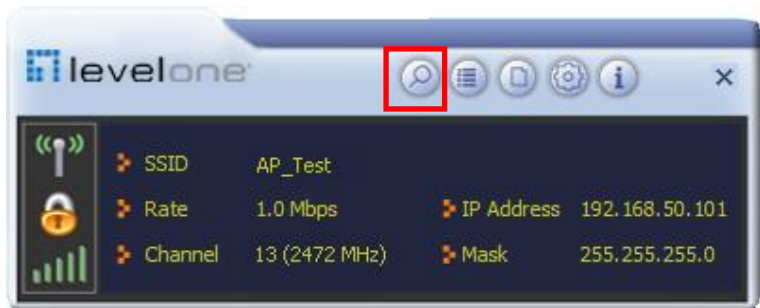 levelone
SSID AP_Test
Rate 1.0 Mbps IP Address 192.168.50.101
Channel 13 (2472 MHz) Mask 255.255.255.0